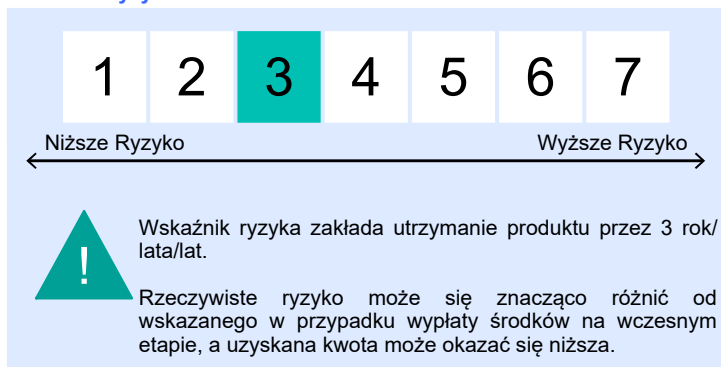 1 2 3 4 5 6 7
Niższe Ryzyko Wyższe Ryzyko
!
Wskaźnik ryzyka zakłada utrzymanie produktu przez 3 rok/
lata/lat.
Rzeczywiste ryzyko może się znacząco różnić od
wskazanego w przypadku wypłaty środków na wczesnym
etapie, a uzyskana kwota może okazać się niższa.